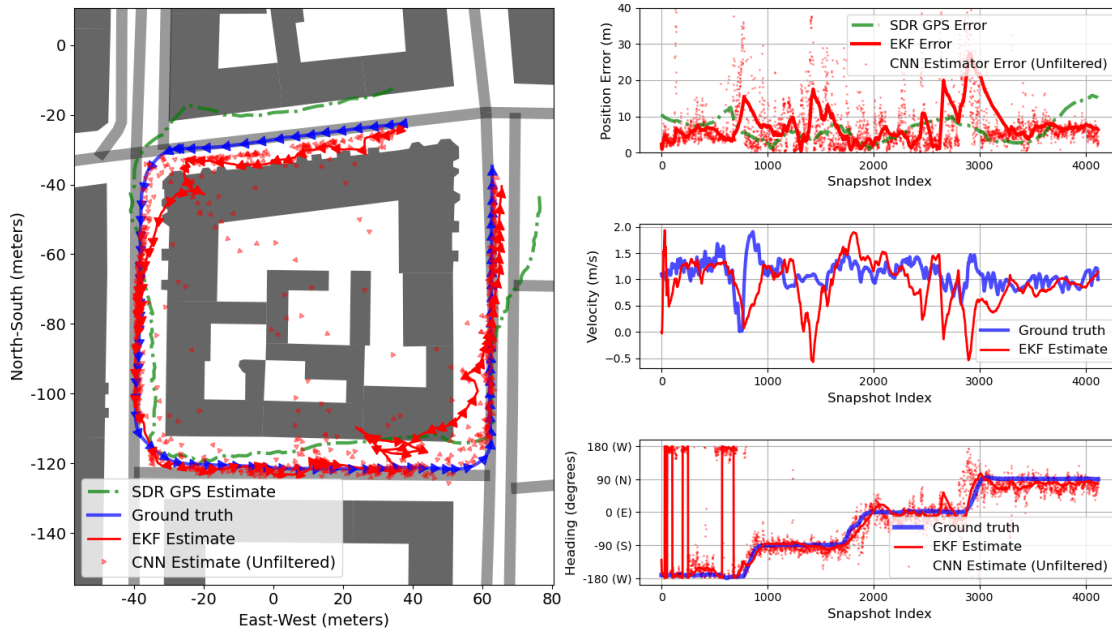 0
-20
-40
-60
-80
-100
-120
-140
North-South (meters)
-40
-20
0
20
40
60
80
East-West (meters)
SDR GPS Estimate
Ground truth
EKF Estimate
CNN Estimate (Unfiltered)
40
30
20
10
0
Position Error (m)
SDR GPS Error
EKF Error
CNN Estimator Error (Unfiltered)
0
1000
2000
3000
4000
Snapshot Index
2.0
1.5
1.0
0.5
0.0
−0.5
Velocity (m/s)
Ground truth
EKF Estimate
0
1000
2000
3000
4000
Snapshot Index
180 (W)
90 (N)
0 (E)
-90 (S)
-180 (W)
Heading (degrees)
Ground truth
EKF Estimate
CNN Estimate (Unfiltered)
0
1000
2000
3000
4000
Snapshot Index